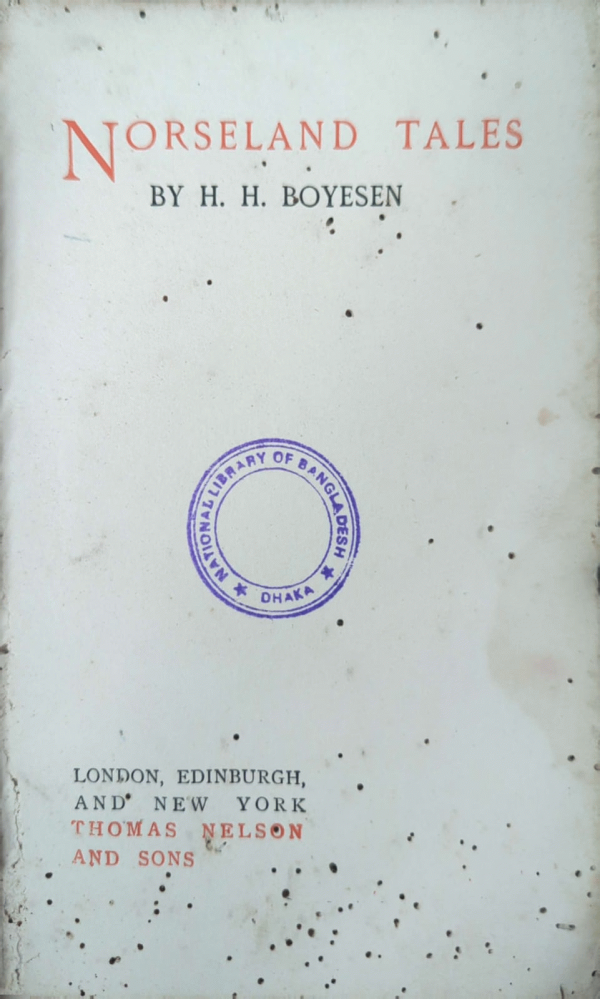 NORSELAND TALES
BY H. H. BOYESEN
NATIONAL LIBRARY OF BANGLADESH
★ DHAKA ★
LONDON, EDINBURGH,
AND NEW YORK
THOMAS NELSON
AND SONS